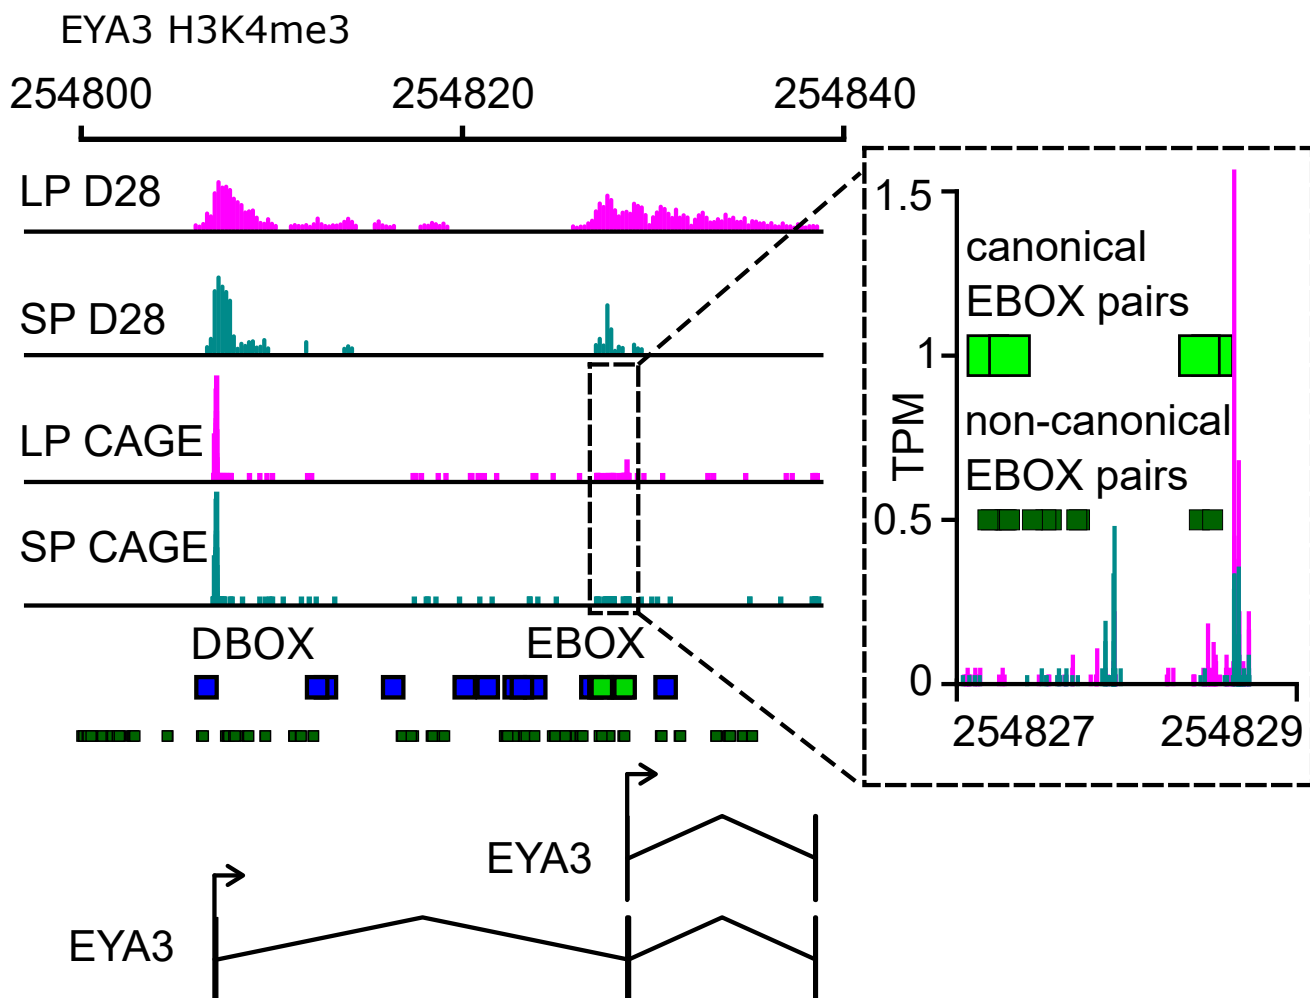 EYA3 H3K4me3
254800 254820 254840
LP D28
SP D28
LP CAGE
SP CAGE
DBOX EBOX
EYA3
EYA3
1.5
canonical
EBOX pairs
1
TPM
non-canonical
EBOX pairs
0.5
0
254827 254829